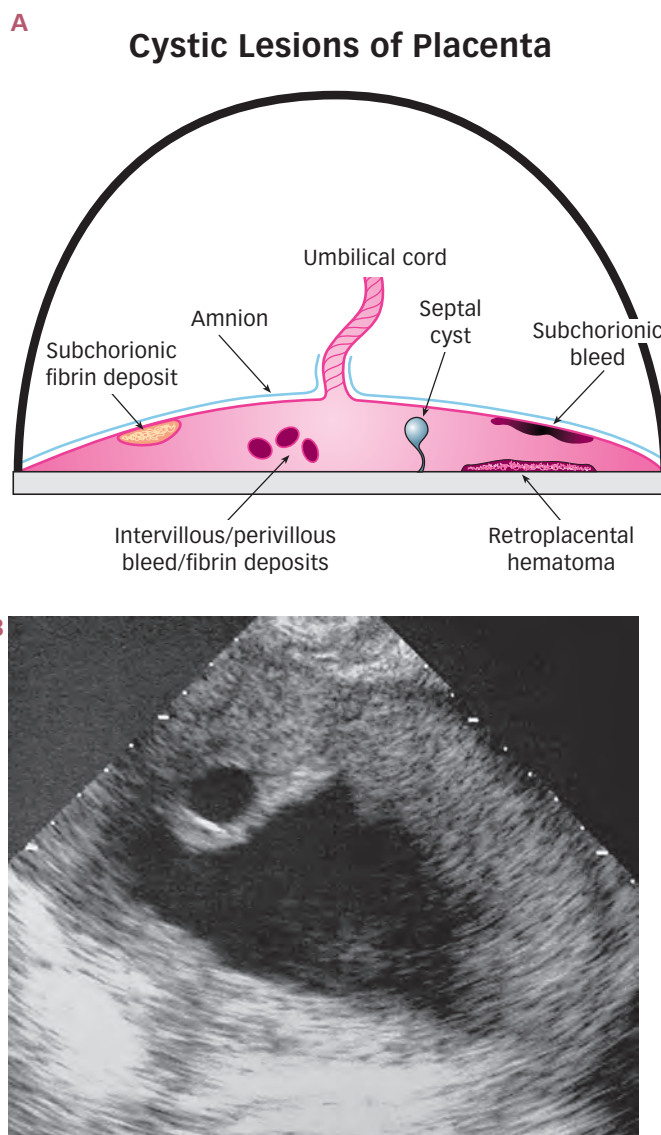 A
Cystic Lesions of Placenta
Umbilical cord
Amnion
Septal
cyst
Subchorionic
bleed
Subchorionic
fibrin deposit
Intervillous/perivillous
bleed/fibrin deposits
Retroplacental
hematoma
B